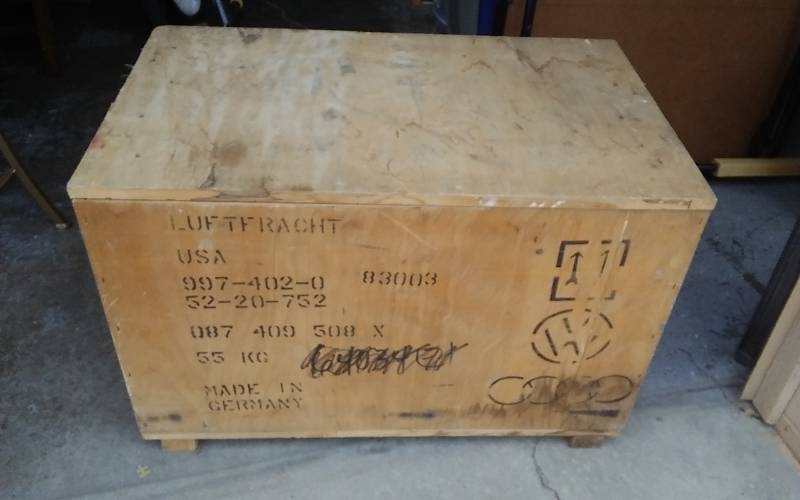 LUFTFRACHT
USA
997-402-0 83003
52-20-752
087 409 508 X
55 KG
MADE IN
GERMANY